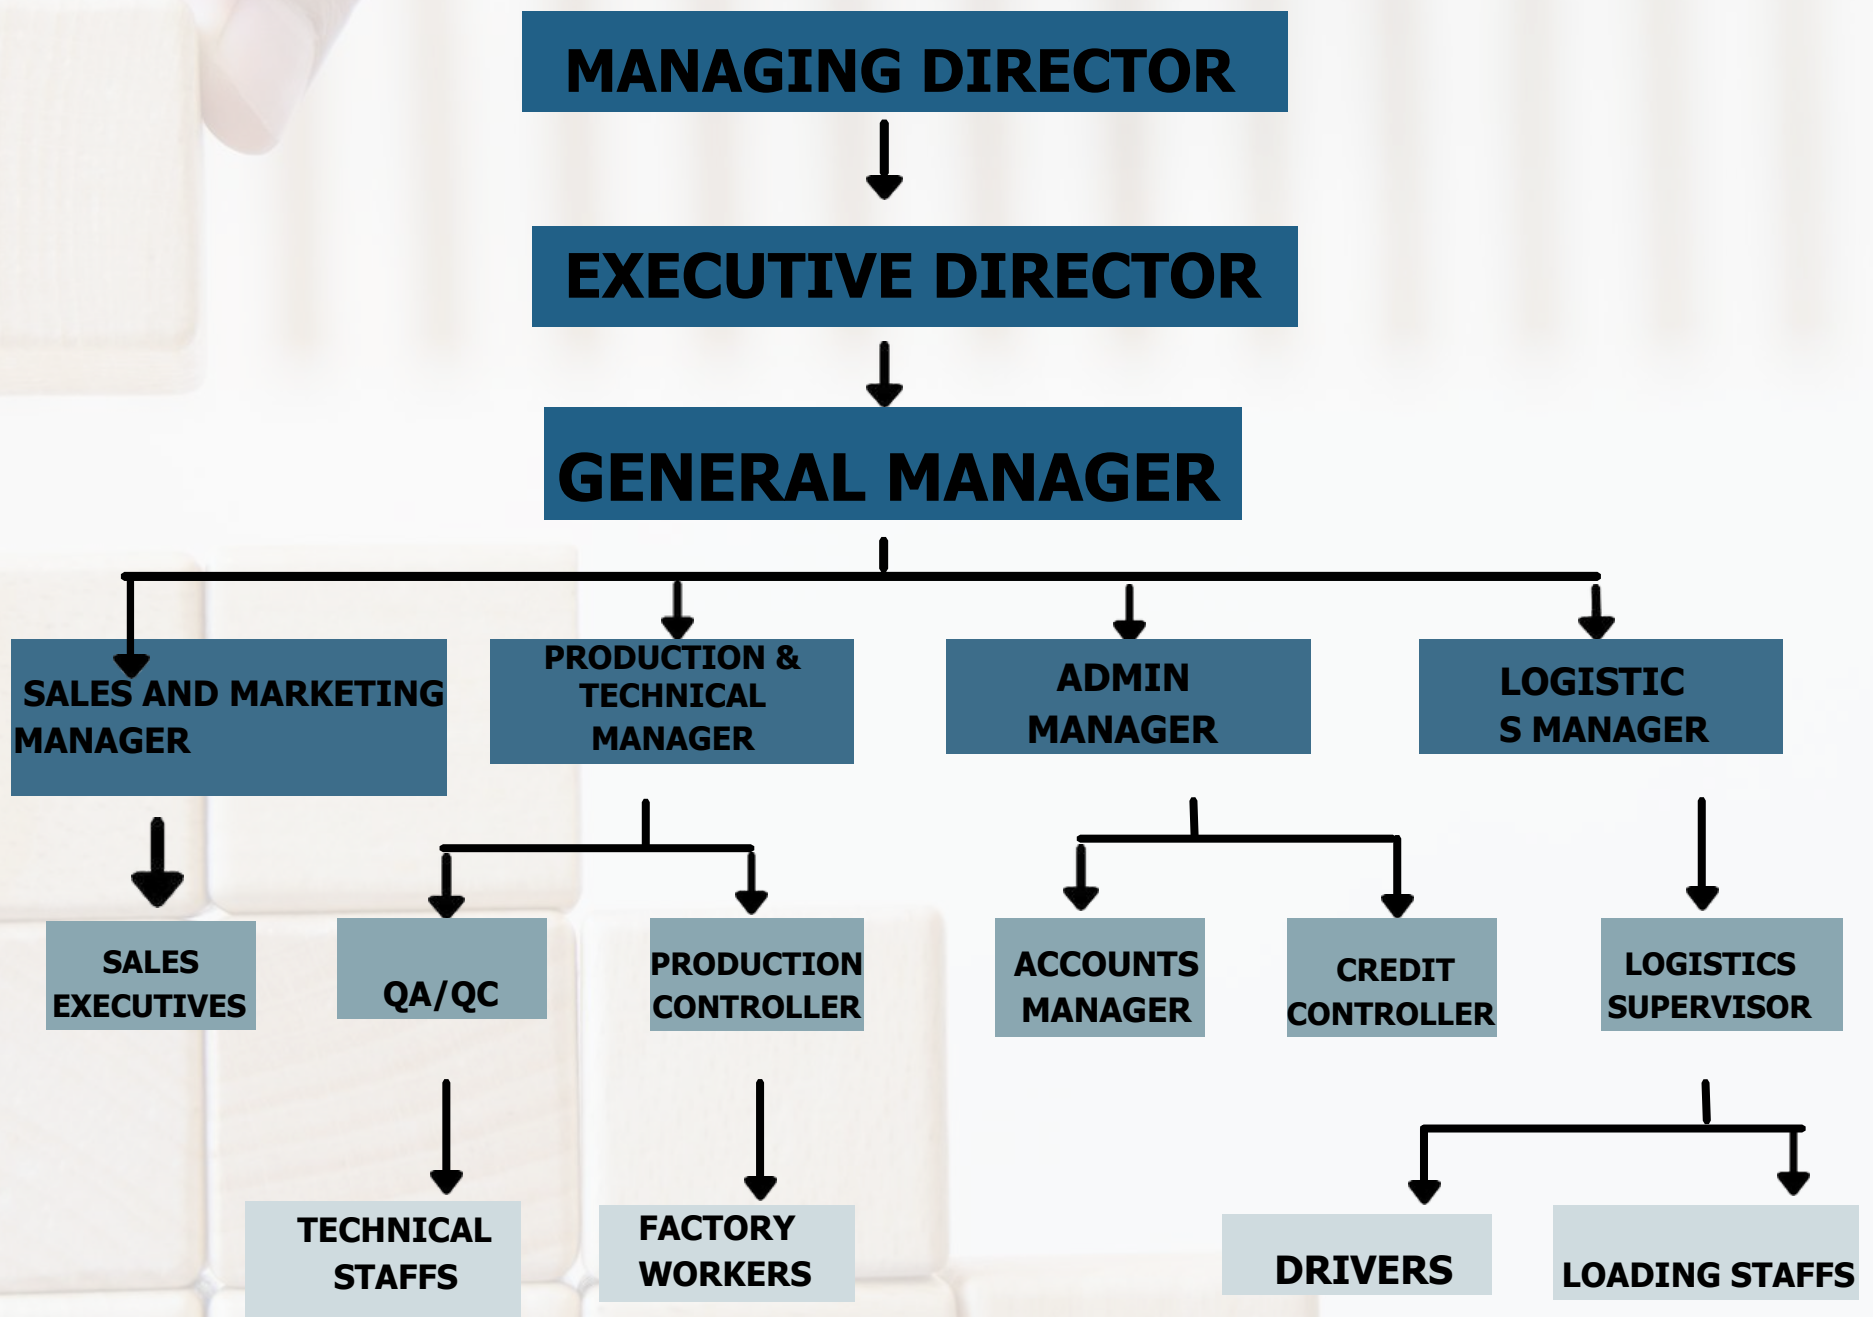 MANAGING DIRECTOR
EXECUTIVE DIRECTOR
GENERAL MANAGER
SALES AND MARKETING
MANAGER
PRODUCTION &
TECHNICAL
MANAGER
ADMIN
MANAGER
LOGISTIC
S MANAGER
SALES
EXECUTIVES
QA/QC
PRODUCTION
CONTROLLER
ACCOUNTS
MANAGER
CREDIT
CONTROLLER
LOGISTICS
SUPERVISOR
TECHNICAL
STAFFS
FACTORY
WORKERS
DRIVERS
LOADING STAFFS